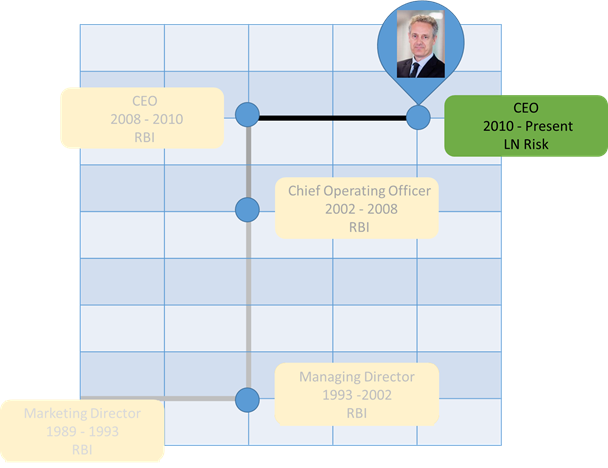 CEO
2008 - 2010
RBI
CEO
2010 - Present
LN Risk
Chief Operating Officer
2002 - 2008
RBI
Managing Director
1993 -2002
RBI
Marketing Director
1989 - 1993
RBI